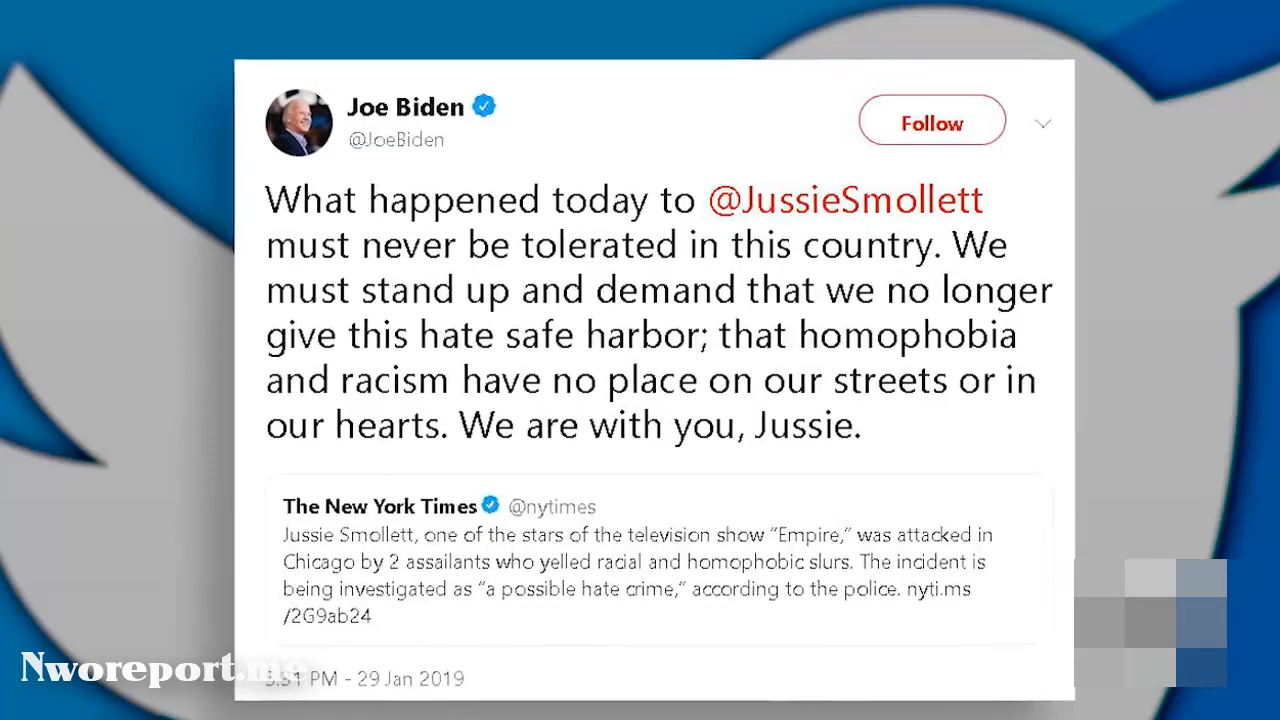 Joe Biden
@JoeBiden
Follow
What happened today to @JussieSmollett
must never be tolerated in this country. We
must stand up and demand that we no longer
give this hate safe harbor; that homophobia
and racism have no place on our streets or in
our hearts. We are with you, Jussie.
The New York Times @nytimes
Jussie Smollett, one of the stars of the television show “Empire,” was attacked in
Chicago by 2 assailants who yelled racial and homophobic slurs. The incident is
being investigated as “a possible hate crime,” according to the police. nyti.ms
/2G9ab24
PM - 29 Jan 2019
Nworeport.me